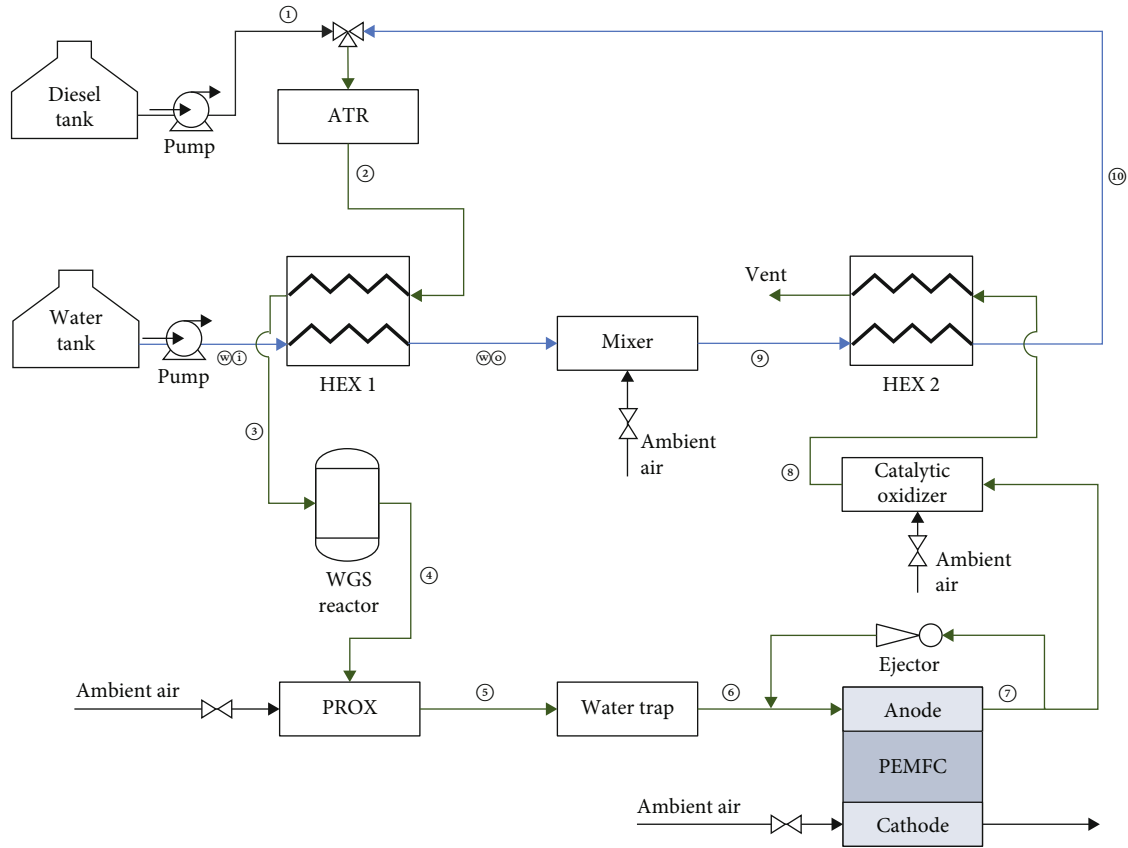 ①
Diesel
tank
Pump
ATR
②
⑩
Water
tank
Pump
ⓦⓘ
HEX 1
ⓦⓞ
Mixer
Ambient
air
⑨
Vent
HEX 2
③
⑧
Catalytic
oxidizer
Ambient
air
WGS
reactor
④
Ejector
Ambient air
PROX
⑤
Water trap
⑥
Anode
⑦
PEMFC
Ambient air
Cathode